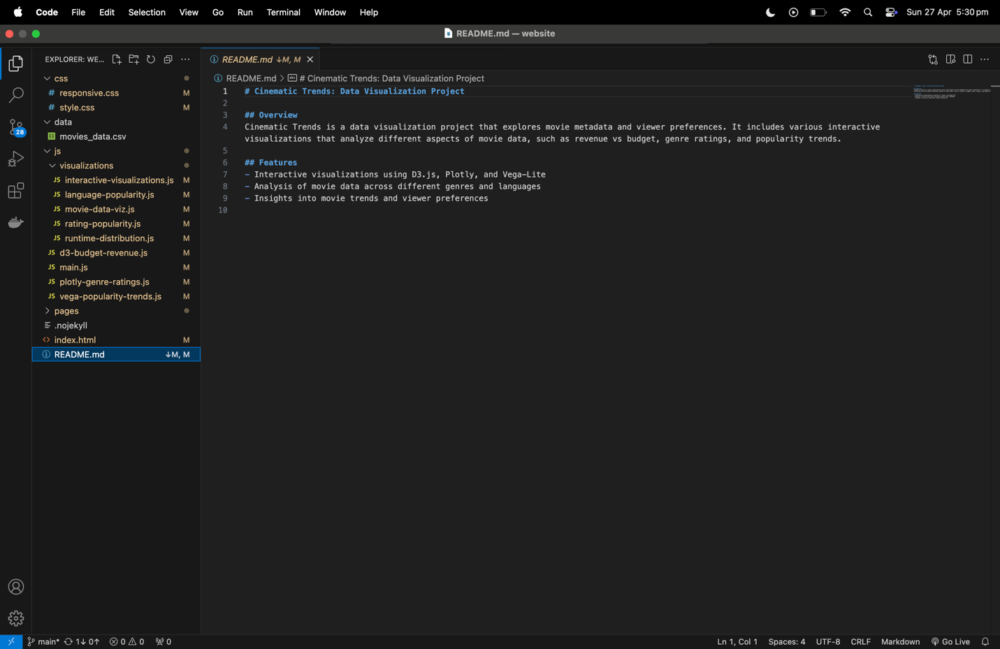 Code File Edit Selection View Go Run Terminal Window Help Sun 27 Apr 5:30 pm
README.md — website
EXPLORER: WE...
css
# responsive.css M
# style.css M
data
movies_data.csv
js
visualizations
JS interactive-visualizations.js M
JS language-popularity.js M
JS movie-data-viz.js M
JS rating-popularity.js M
JS runtime-distribution.js M
JS d3-budget-revenue.js M
JS main.js M
JS plotly-genre-ratings.js M
JS vega-popularity-trends.js M
pages
.nojekyll
<> index.html M
README.md ↓M, M
28
README.md ↓M, M
README.md > # Cinematic Trends: Data Visualization Project
1 # Cinematic Trends: Data Visualization Project
2
3 ## Overview
4 Cinematic Trends is a data visualization project that explores movie metadata and viewer preferences. It includes various interactive
visualizations that analyze different aspects of movie data, such as revenue vs budget, genre ratings, and popularity trends.
5
6 ## Features
7 - Interactive visualizations using D3.js, Plotly, and Vega-Lite
8 - Analysis of movie data across different genres and languages
9 - Insights into movie trends and viewer preferences
10
main* 1↓ 0↑ 0 0 0 Ln 1, Col 1 Spaces: 4 UTF-8 CRLF Markdown Go Live